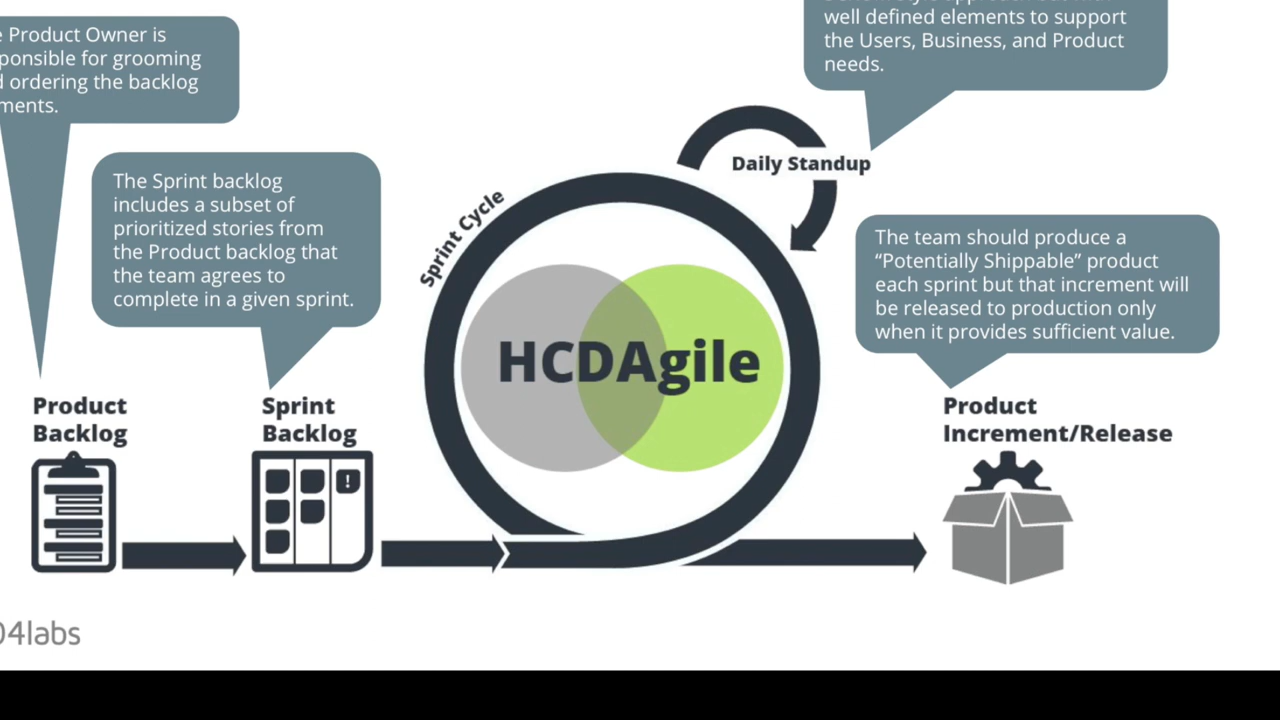 Product Owner is
for grooming
ordering the backlog
well defined elements to support
the Users, Business, and Product
needs.
The Sprint backlog
includes a subset of
prioritized stories from
the Product backlog that
the team agrees to
complete in a given sprint.
Sprint Cycle
Daily Standup
The team should produce a
“Potentially Shippable” product
each sprint but that increment will
be released to production only
when it provides sufficient value.
HCDAgile
Product
Backlog
Sprint
Backlog
!
Product
Increment/Release
04labs